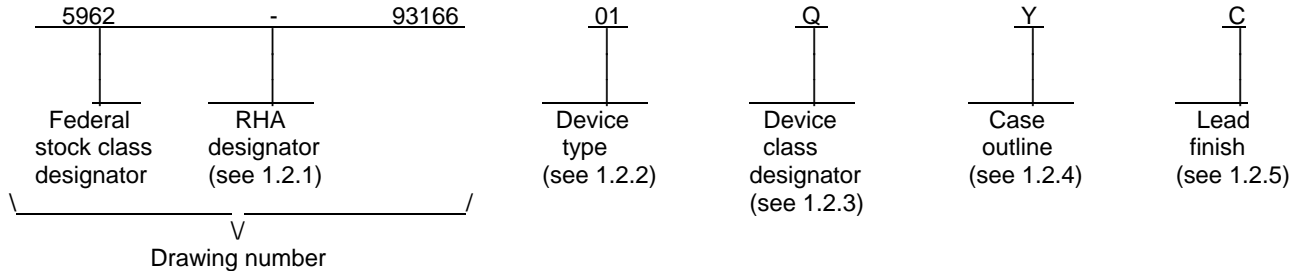 5962 - 93166 01 Q Y C
Federal RHA Device Device Case Lead
stock class designator type class outline finish
designator (see 1.2.1) (see 1.2.2) designator (see 1.2.4) (see 1.2.5)
(see 1.2.3)
Drawing number